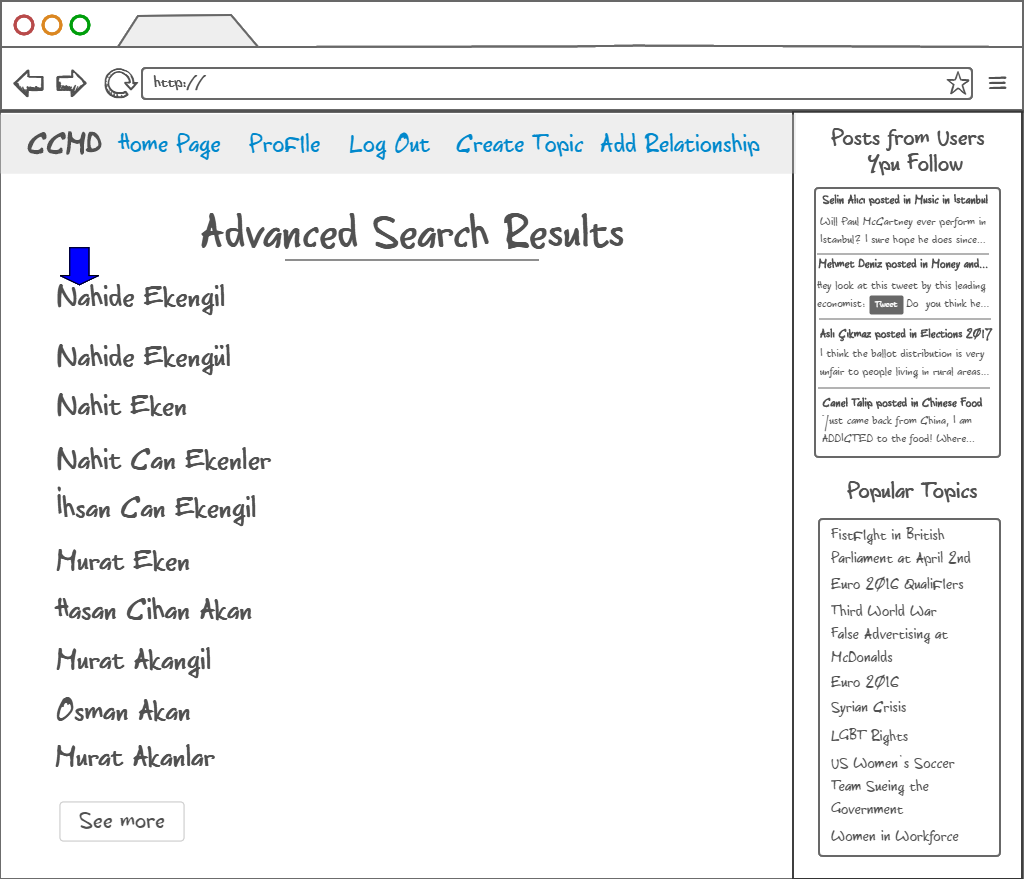 http://
CCMD Home Page Profile Log Out Create Topic Add Relationship
Advanced Search Results
Nahide Ekengil
Nahide Ekengül
Nahit Eken
Nahit Can Ekenler
İhsan Can Ekengil
Murat Eken
Hasan Cihan Akan
Murat Akangil
Osman Akan
Murat Akanlar
See more
Posts from Users
Ypu Follow
Selin Alıcı posted in Music in Istanbul
Will Paul McCartney ever perform in
Istanbul? I sure hope he does since...
Mehmet Deniz posted in Money and...
Hey look at this tweet by this leading
economist: Tweet Do you think he...
Aslı Çıkmaz posted in Elections 2017
I think the ballot distribution is very
unfair to people living in rural areas...
Canel Talip posted in Chinese Food
Just came back from China, I am
ADDICTED to the food! Where...
Popular Topics
Fistfight in British
Parliament at April 2nd
Euro 2016 Qualifiers
Third World War
False Advertising at
McDonalds
Euro 2016
Syrian Crisis
LGBT Rights
US Women's Soccer
Team Sueing the
Government
Women in Workforce